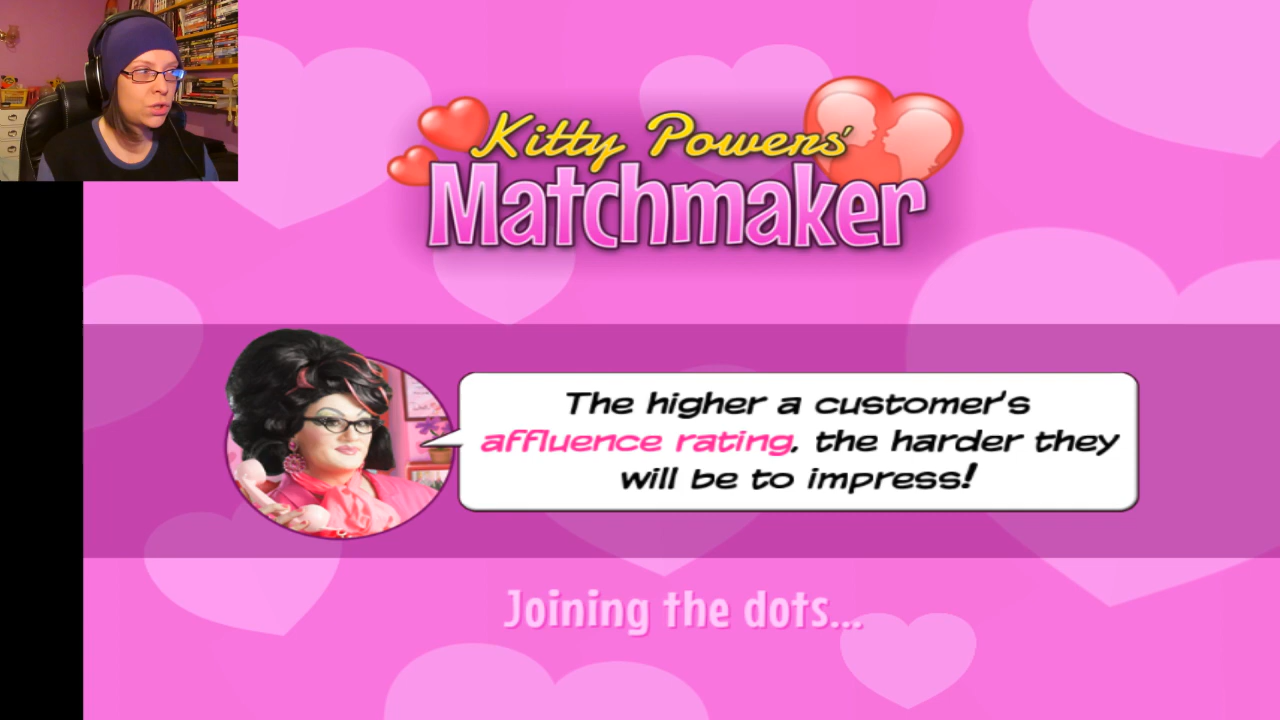 Kitty Powers'
Matchmaker
The higher a customer's
affluence rating, the harder they
will be to impress!
Joining the dots...